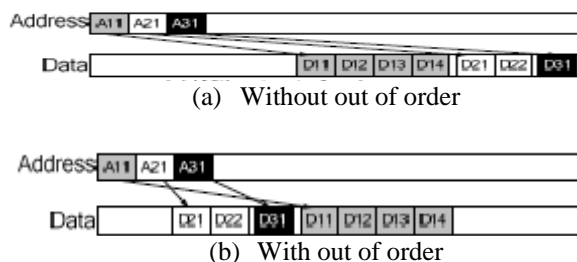 Address A11 A21 A31
Data D11 D12 D13 D14 D21 D22 D31
(a) Without out of order
Address A11 A21 A31
Data D21 D22 D31 D11 D12 D13 D14
(b) With out of order